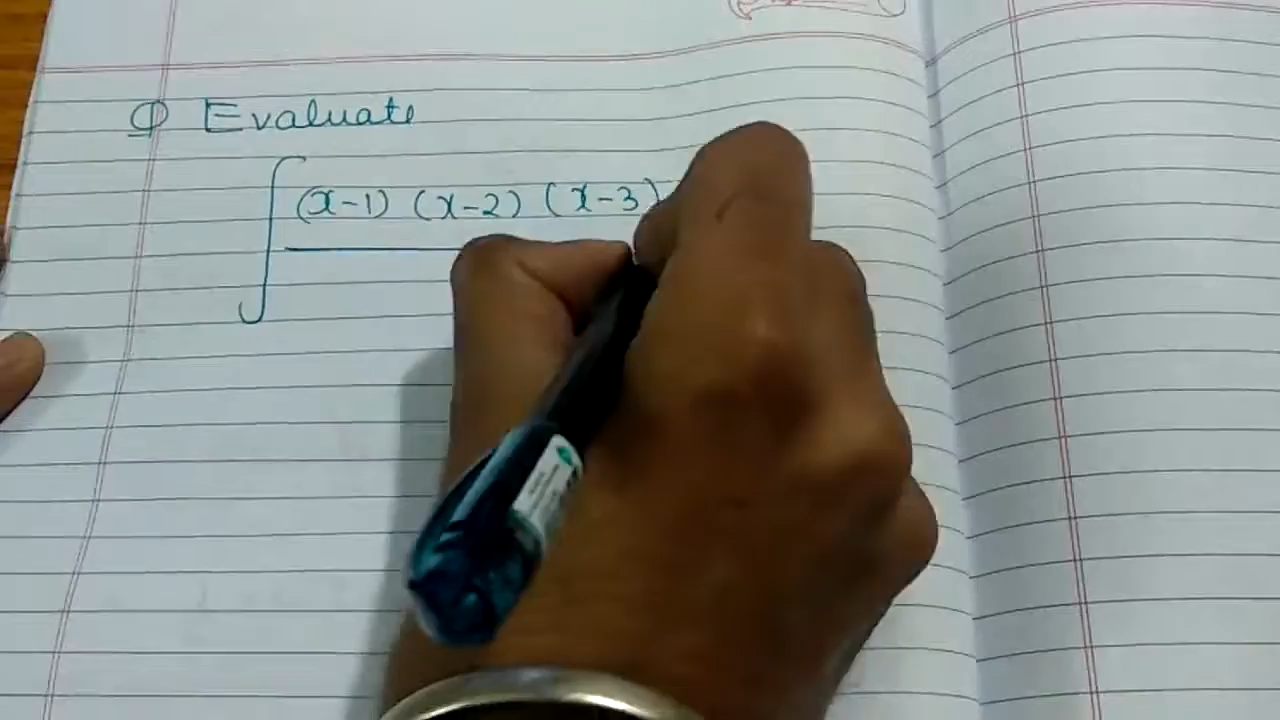 Q Evaluate
∫ (x-1) (x-2) (x-3)